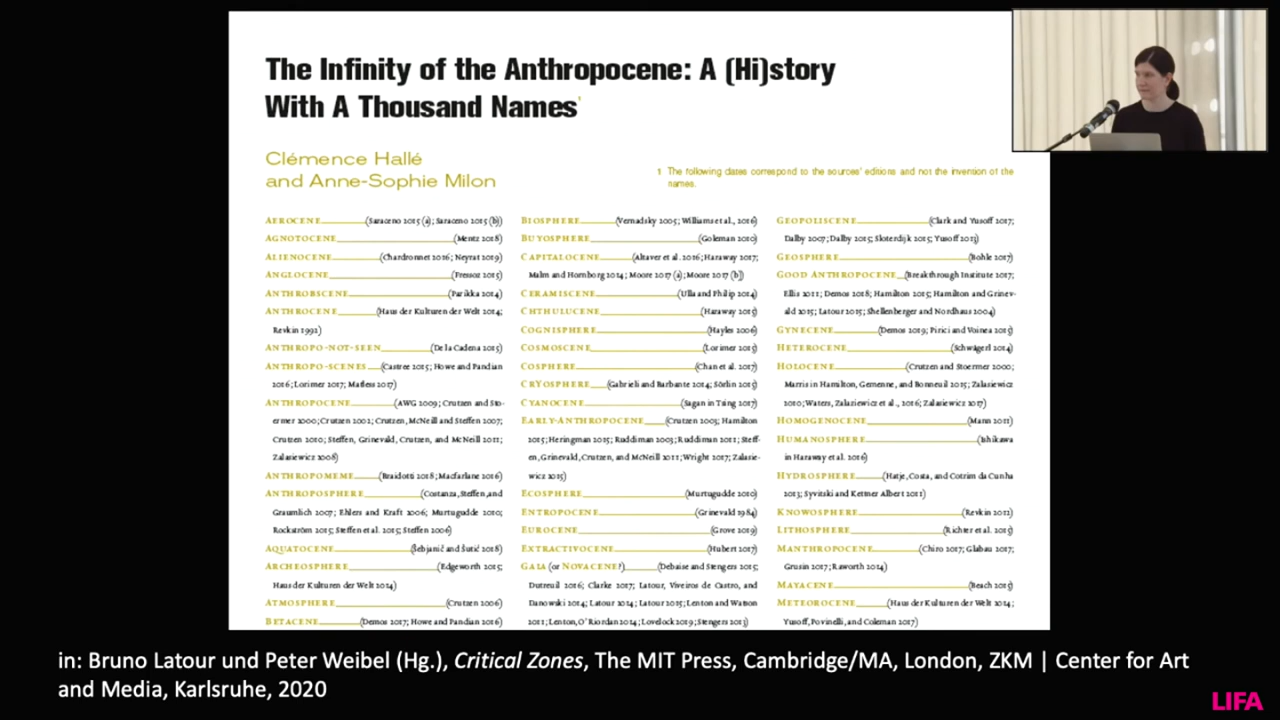 The Infinity of the Anthropocene: A (Hi)story
With A Thousand Names¹
Clémence Hallé
and Anne-Sophie Milon
1 The following dates correspond to the sources' editions and not the invention of the
names.
AEROCENE (Saraceno 2015 (a); Saraceno 2015 (b))
AGNOTOCENE (Mentz 2018)
ALIENOCENE (Chardronnet 2016; Neyrat 2019)
ANGLOCENE (Fressoz 2015)
ANTHROBSCENE (Parikka 2014)
ANTHROCENE (Haus der Kulturen der Welt 2014;
Revkin 1992)
ANTHROPO-NOT-SEEN (De la Cadena 2015)
ANTHROPO-SCENES (Castree 2015; Howe and Pandian
2016; Lorimer 2017; Matless 2017)
ANTHROPOCENE (AWG 2009; Crutzen and Sto-
ermer 2000; Crutzen 2002; Crutzen, McNeill and Steffen 2007;
Crutzen 2010; Steffen, Grinevald, Crutzen, and McNeill 2011;
Zalasiewicz 2008)
ANTHROPOMEME (Braidotti 2018; Macfarlane 2016)
ANTHROPOSPHERE (Costanza, Steffen, and
Graumlich 2007; Ehlers and Kraft 2006; Murtugudde 2010;
Rockström 2015; Steffen et al. 2015; Steffen 2006)
AQUATOCENE (Šebjanič and Šutić 2018)
ARCHEOSPHERE (Edgeworth 2015;
Haus der Kulturen der Welt 2014)
ATMOSPHERE (Crutzen 2006)
BETACENE (Demos 2017; Howe and Pandian 2016)
BIOSPHERE (Vernadsky 2005; Williams et al., 2016)
BUYOSPHERE (Goleman 2010)
CAPITALOCENE (Altvater et al. 2016; Haraway 2017;
Malm and Hornborg 2014; Moore 2017 (a); Moore 2017 (b))
CERAMISCENE (Ulla and Philip 2014)
CHTHULUCENE (Haraway 2015)
COGNISPHERE (Hayles 2006)
COSMOSCENE (Lorimer 2015)
COSPHERE (Chan et al. 2017)
CRYOSPHERE (Gabrieli and Barbante 2014; Sörlin 2015)
CYANOCENE (Sagan in Tsing 2017)
EARLY-ANTHROPOCENE (Crutzen 2003; Hamilton
2015; Heringman 2015; Ruddiman 2003; Ruddiman 2011; Steff-
en, Grinevald, Crutzen, and McNeill 2011; Wright 2017; Zalasie-
wicz 2015)
ECOSPHERE (Murtugudde 2010)
ENTROPOCENE (Grinevald 1984)
EUROCENE (Grove 2019)
EXTRACTIVOCENE (Hubert 2017)
GAIA (or NOVACENE?) (Debaise and Stengers 2015;
Dutreuil 2016; Clarke 2017; Latour, Viveiros de Castro, and
Danowski 2014; Latour 2014; Latour 2015; Lenton and Watson
2011; Lenton, O'Riordan 2014; Lovelock 2019; Stengers 2013)
GEOPOLISCENE (Clark and Yusoff 2017;
Dalby 2007; Dalby 2015; Sloterdijk 2015; Yusoff 2013)
GEOSPHERE (Bohle 2017)
GOOD ANTHROPOCENE (Breakthrough Institute 2017;
Ellis 2011; Demos 2018; Hamilton 2015; Hamilton and Grinev-
ald 2015; Latour 2015; Shellenberger and Nordhaus 2004)
GYNECENE (Demos 2019; Pirici and Voinea 2015)
HETEROCENE (Schwägerl 2014)
HOLOCENE (Crutzen and Stoermer 2000;
Marris in Hamilton, Gemenne, and Bonneuil 2015; Zalasiewicz
2010; Waters, Zalasiewicz et al., 2016; Zalasiewicz 2017)
HOMOGENOCENE (Mann 2011)
HUMANOSPHERE (Ishikawa
in Haraway et al. 2016)
HYDROSPHERE (Hatje, Costa, and Cotrim da Cunha
2013; Syvitski and Kettner Albert 2011)
KNOWOSPHERE (Revkin 2012)
LITHOSPHERE (Richter et al. 2015)
MANTHROPOCENE (Chiro 2017; Glabau 2017;
Grusin 2017; Raworth 2014)
MAYACENE (Beach 2015)
METEOROCENE (Haus der Kulturen der Welt 2014;
Yusoff, Povinelli, and Coleman 2017)
in: Bruno Latour und Peter Weibel (Hg.), Critical Zones, The MIT Press, Cambridge/MA, London, ZKM | Center for Art
and Media, Karlsruhe, 2020
LIFA